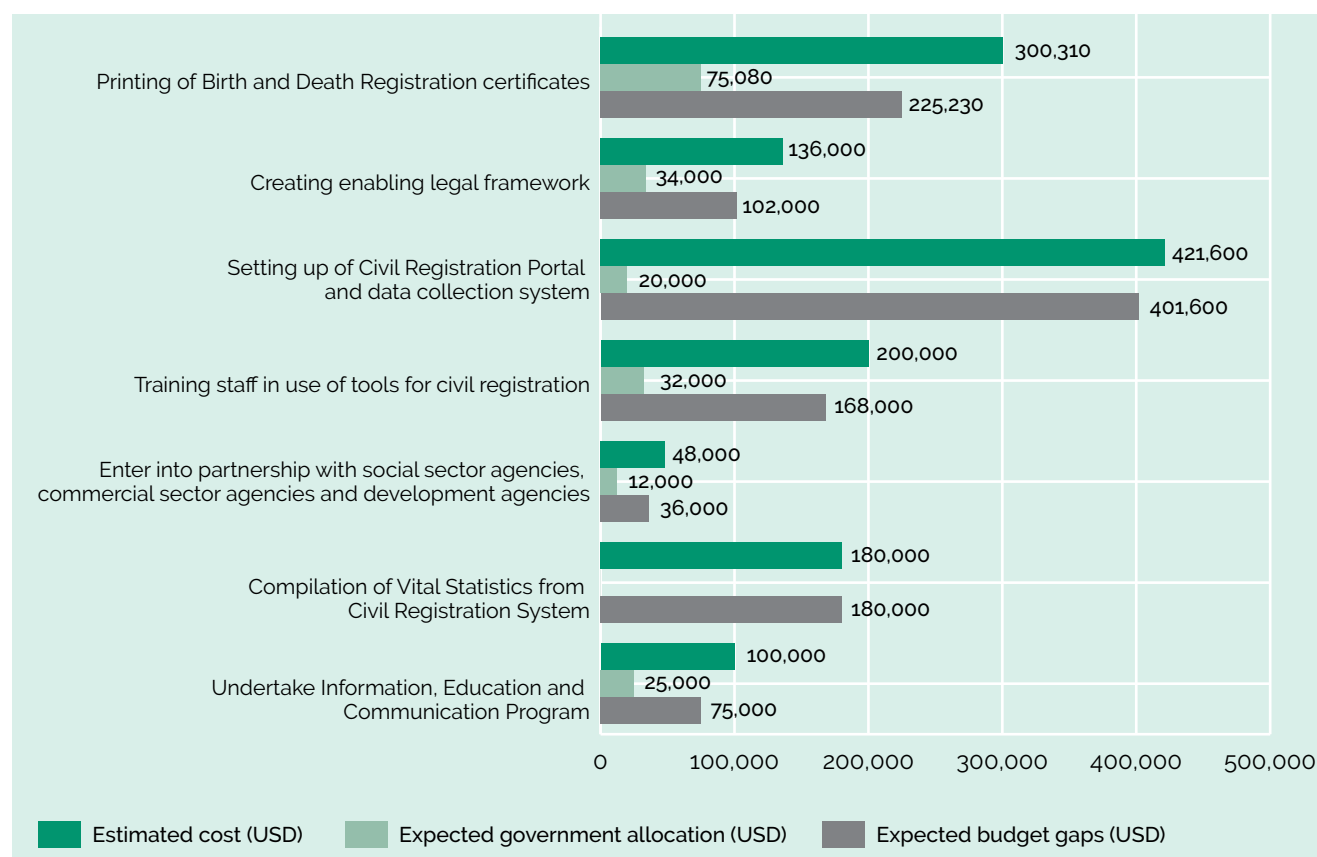 300,310
Printing of Birth and Death Registration certificates
75,080
225,230
136,000
Creating enabling legal framework
34,000
102,000
421,600
Setting up of Civil Registration Portal
and data collection system
20,000
401,600
200,000
Training staff in use of tools for civil registration
32,000
168,000
48,000
Enter into partnership with social sector agencies,
commercial sector agencies and development agencies
12,000
36,000
180,000
Compilation of Vital Statistics from
Civil Registration System
180,000
100,000
Undertake Information, Education and
Communication Program
25,000
75,000
0 100,000 200,000 300,000 400,000 500,000
Estimated cost (USD) Expected government allocation (USD) Expected budget gaps (USD)